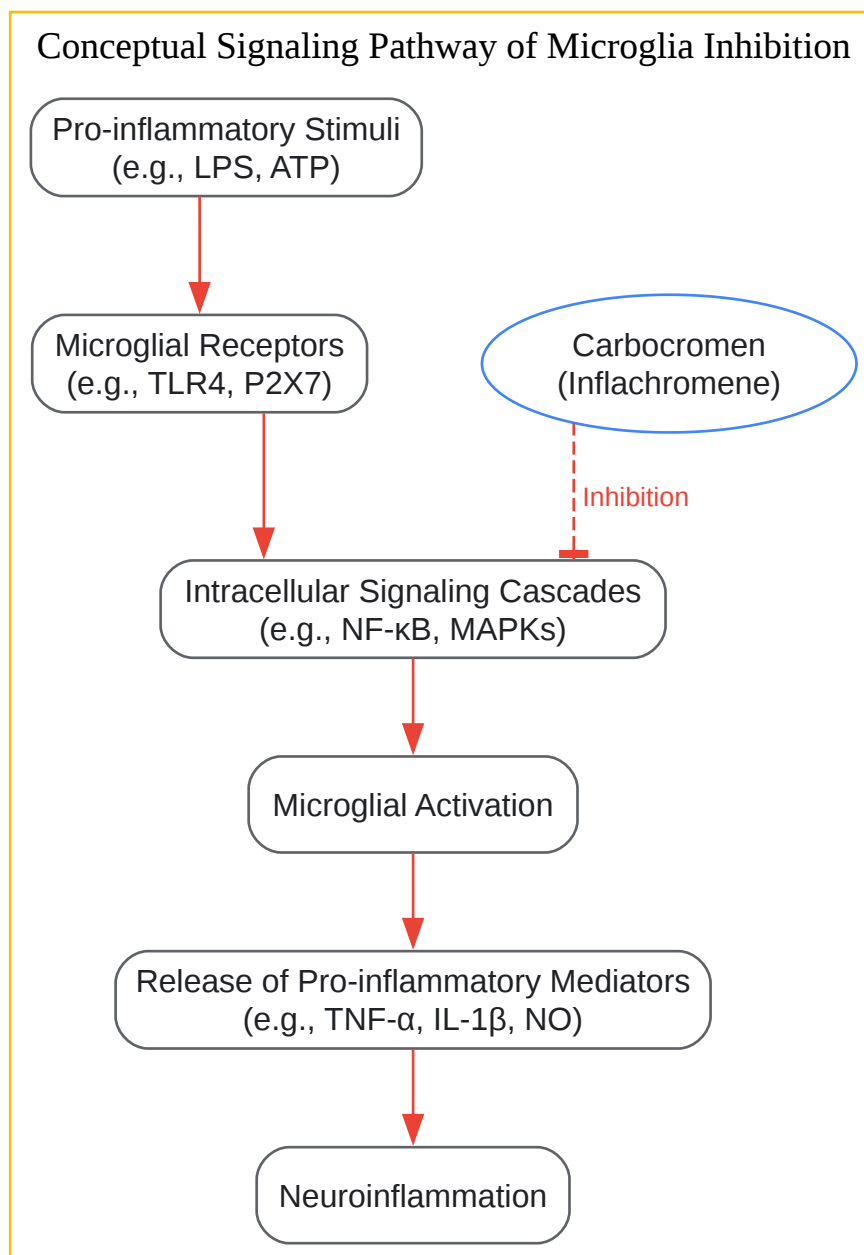 Conceptual Signaling Pathway of Microglia Inhibition
Pro-inflammatory Stimuli
(e.g., LPS, ATP)
Microglial Receptors
(e.g., TLR4, P2X7)
Carbocromen
(Inflachromene)
Inhibition
Intracellular Signaling Cascades
(e.g., NF-κB, MAPKs)
Microglial Activation
Release of Pro-inflammatory Mediators
(e.g., TNF-α, IL-1β, NO)
Neuroinflammation